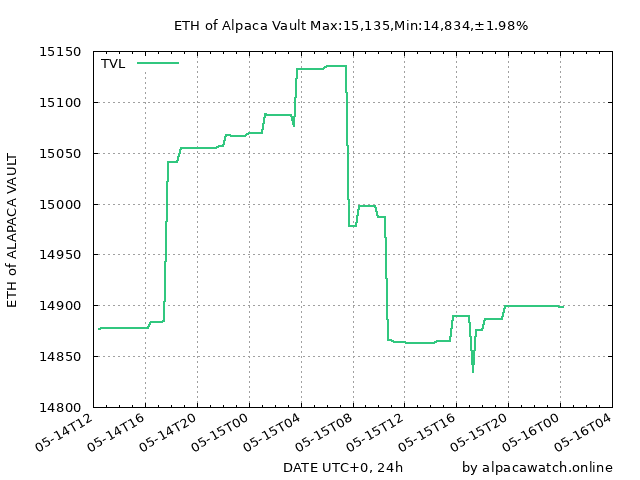 ETH of Alpaca Vault Max:15,135,Min:14,834,±1.98%
TVL
15150
15100
15050
15000
14950
14900
14850
14800
ETH of ALAPACA VAULT
05-14T12
05-14T16
05-14T20
05-15T00
05-15T04
05-15T08
05-15T12
05-15T16
05-15T20
05-16T00
05-16T04
DATE UTC+0, 24h
by alpacawatch.online